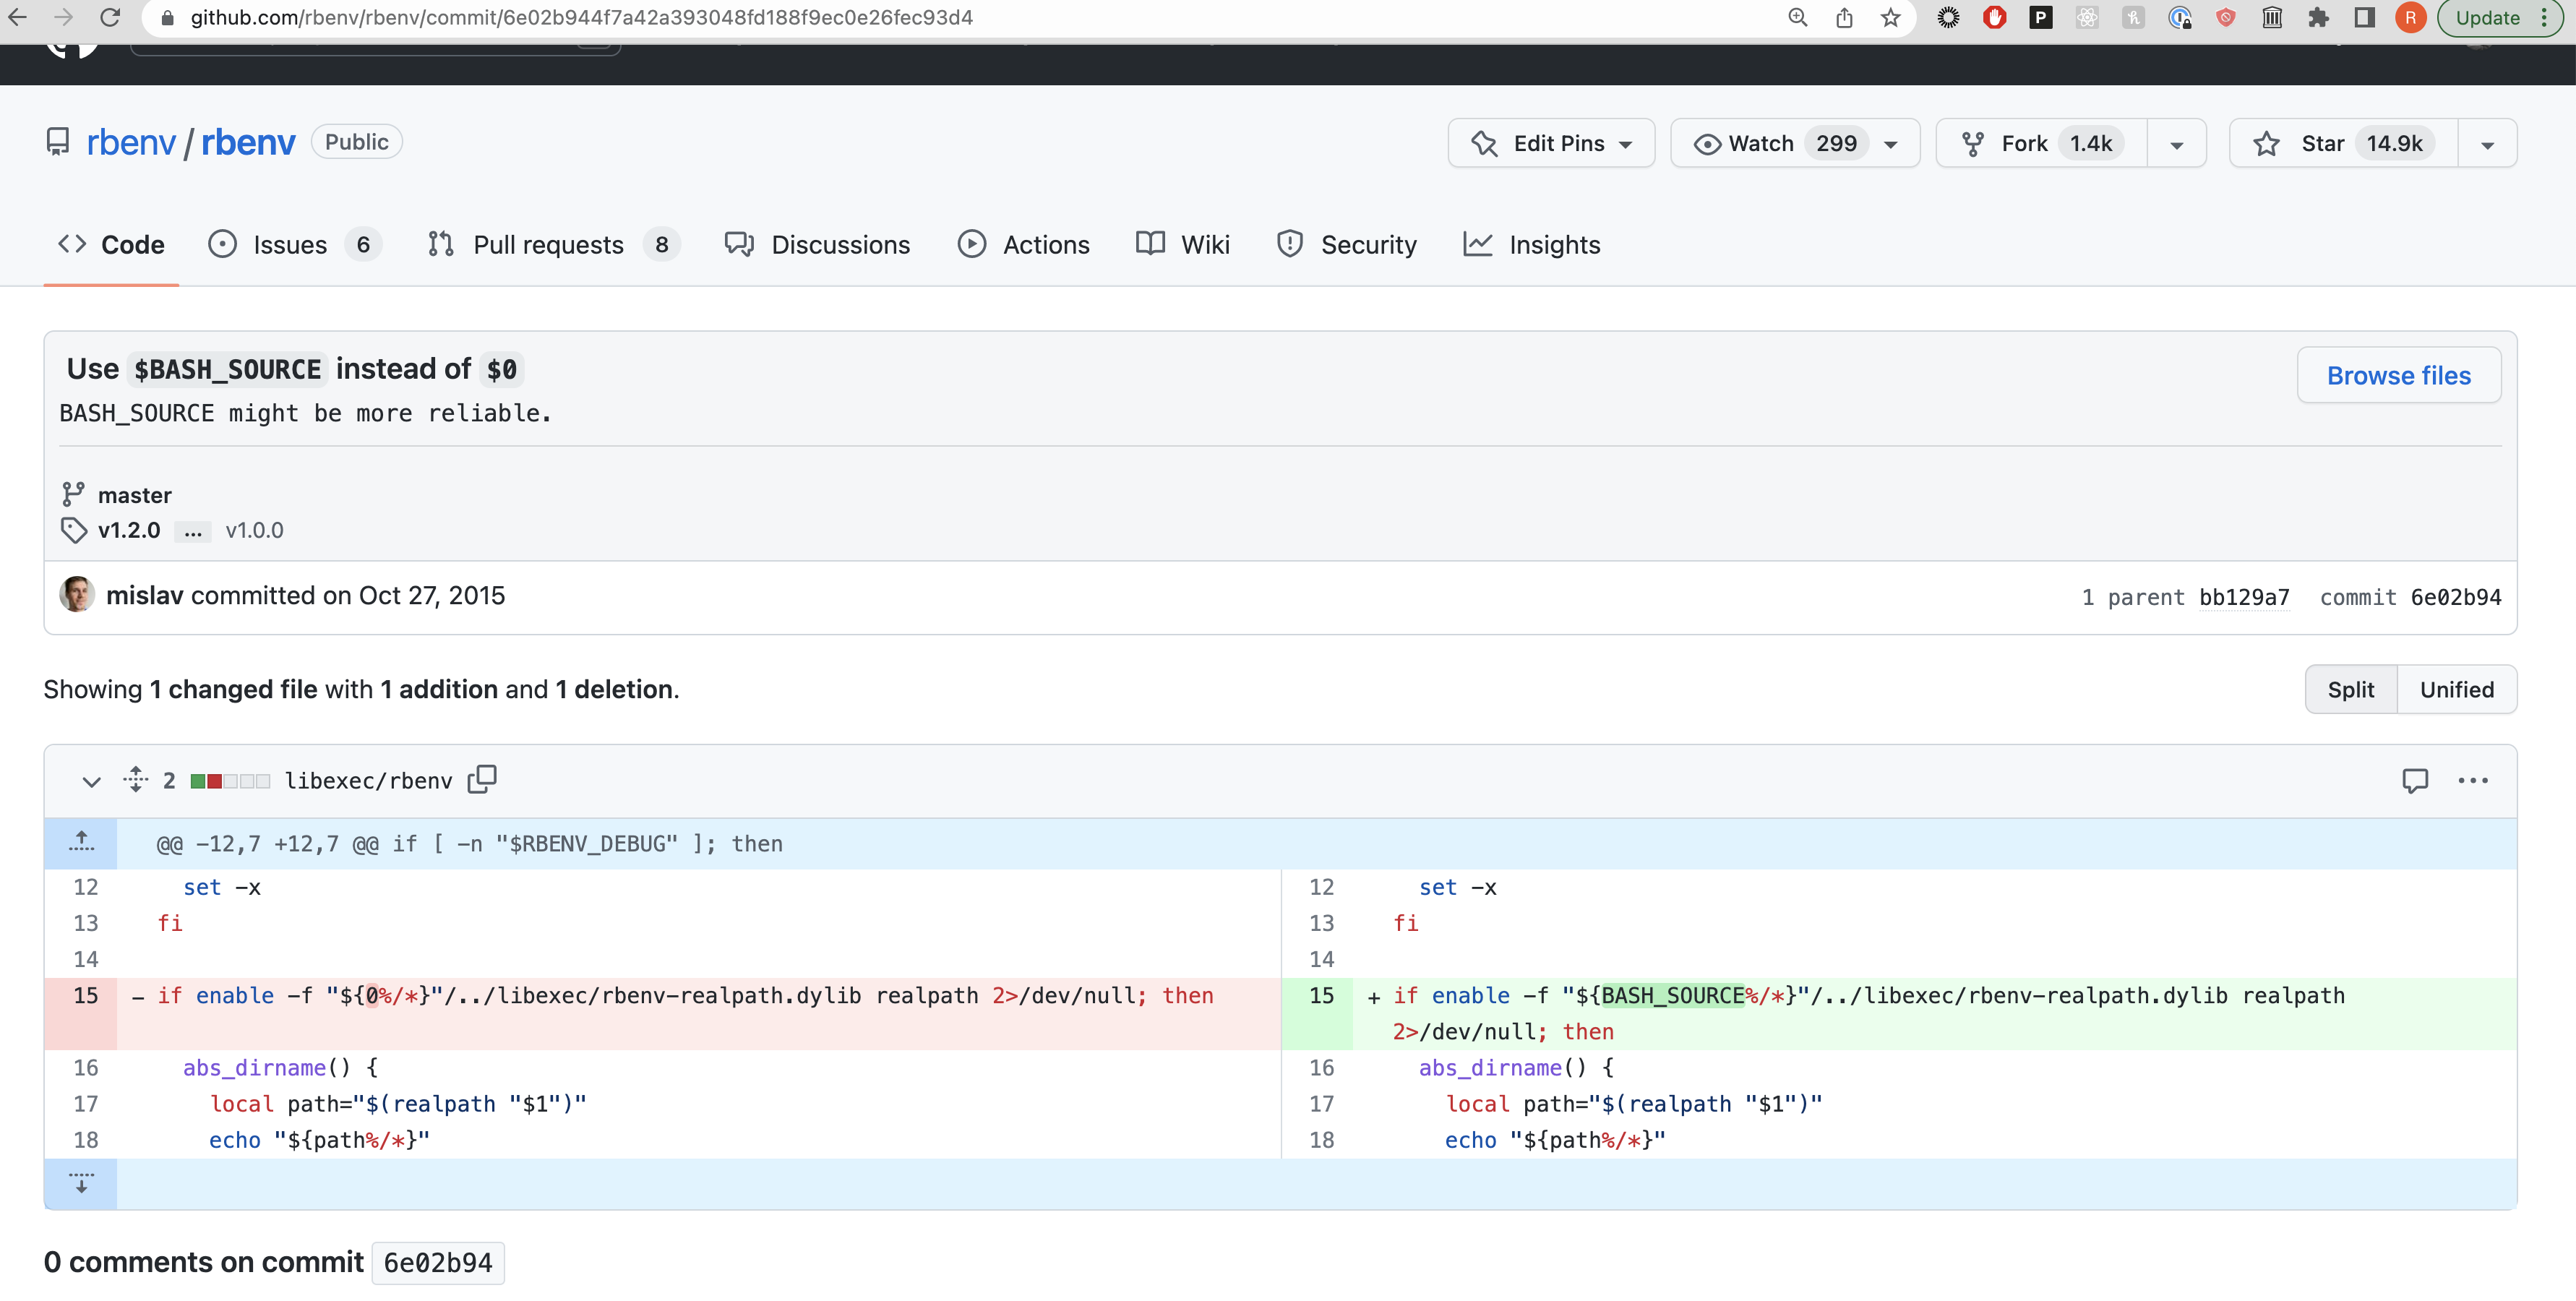 github.com/rbenv/rbenv/commit/6e02b944f7a42a393048fd188f9ec0e26fec93d4
P
R
Update
rbenv / rbenv Public
Edit Pins
Watch 299
Fork 1.4k
Star 14.9k
Code
Issues 6
Pull requests 8
Discussions
Actions
Wiki
Security
Insights
Use $BASH_SOURCE instead of $0
Browse files
BASH_SOURCE might be more reliable.
master
v1.2.0 ... v1.0.0
mislav committed on Oct 27, 2015
1 parent bb129a7 commit 6e02b94
Showing 1 changed file with 1 addition and 1 deletion.
Split Unified
2 libexec/rbenv
@@ -12,7 +12,7 @@ if [ -n "$RBENV_DEBUG" ]; then
12 set -x
13 fi
14
15 - if enable -f "${0%/*}"/../libexec/rbenv-realpath.dylib realpath 2>/dev/null; then
16 abs_dirname() {
17 local path="$(realpath "$1")"
18 echo "${path%/*}"
12 set -x
13 fi
14
15 + if enable -f "${BASH_SOURCE%/*}"/../libexec/rbenv-realpath.dylib realpath
2>/dev/null; then
16 abs_dirname() {
17 local path="$(realpath "$1")"
18 echo "${path%/*}"
0 comments on commit 6e02b94